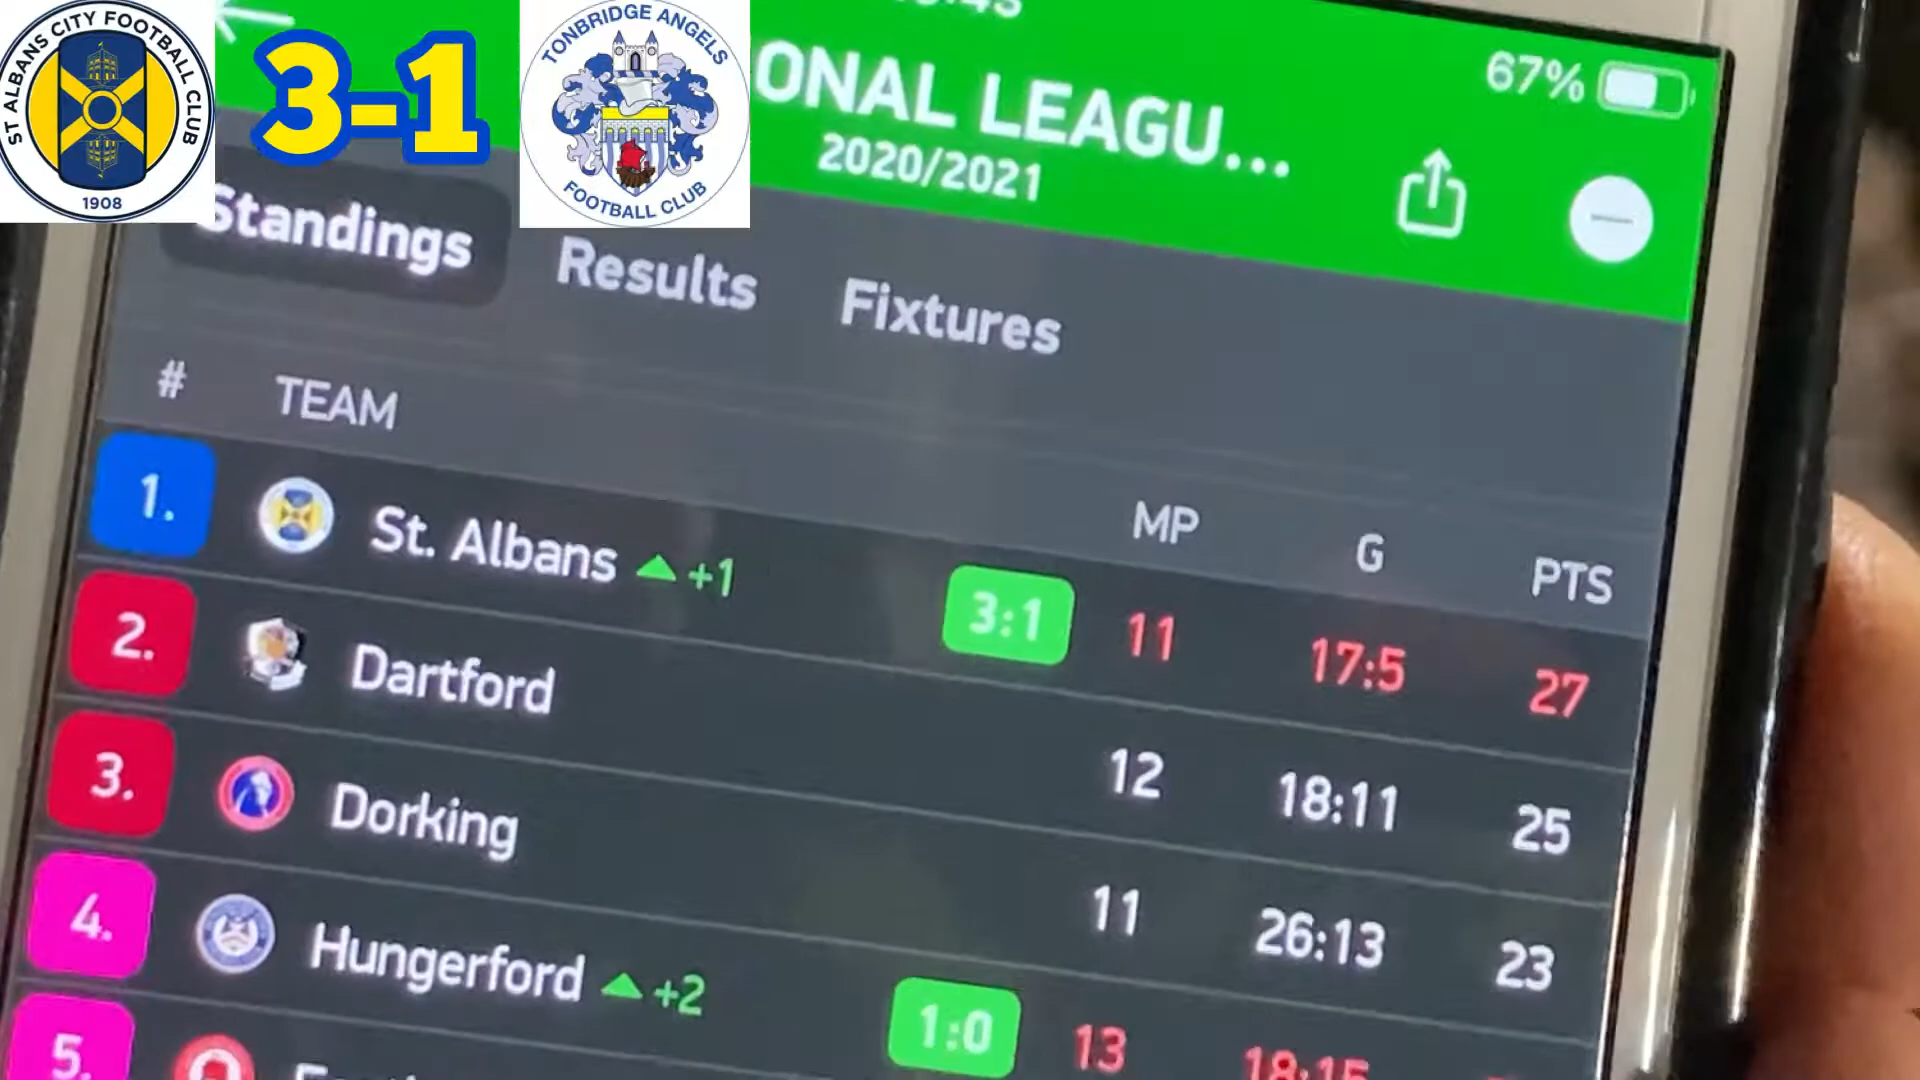 ST ALBANS CITY FOOTBALL CLUB
1908
3-1
TONBRIDGE ANGELS
FOOTBALL CLUB
67%
ONAL LEAGU...
2020/2021
Standings Results Fixtures
# TEAM MP G PTS
1. St. Albans +1 3:1 11 17:5 27
2. Dartford 12 18:11 25
3. Dorking 11 26:13 23
4. Hungerford +2 1:0 13 18:15
5.